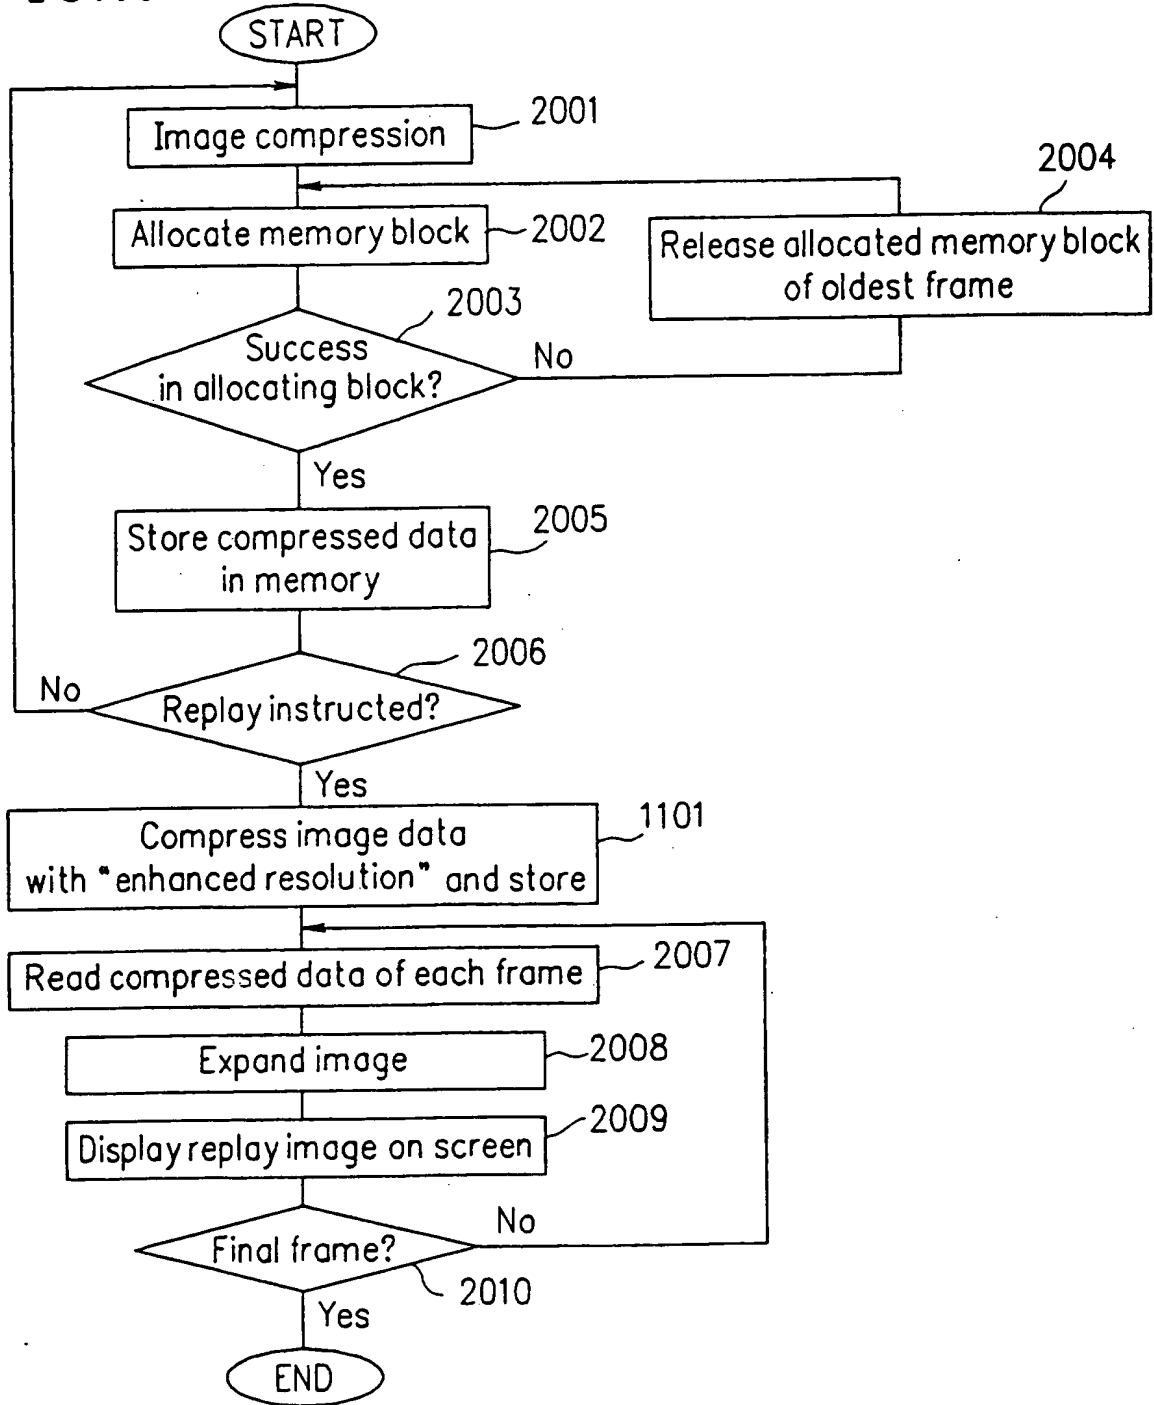 START
Image compression
2001
2004
Allocate memory block
2002
Release allocated memory block
of oldest frame
2003
Success
in allocating block?
No
Yes
Store compressed data
in memory
2005
2006
No
Replay instructed?
Yes
Compress image data
with "enhanced resolution" and store
1101
Read compressed data of each frame
2007
Expand image
2008
Display replay image on screen
2009
No
Final frame?
2010
Yes
END